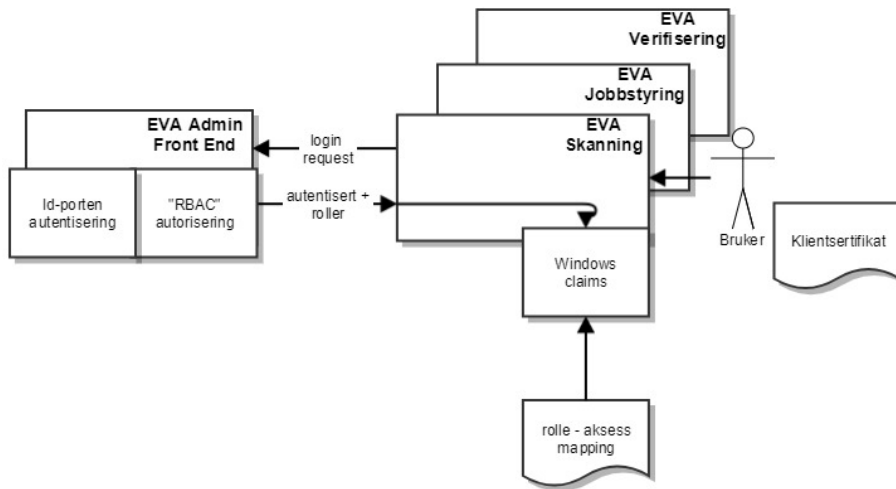 EVA
Verifisering
EVA
Jobbstyring
EVA
Skanning
EVA Admin
Front End
login
request
Id-porten
autentisering
"RBAC"
autorisering
autentisert +
roller
Bruker
Klientsertifikat
Windows
claims
rolle - aksess
mapping